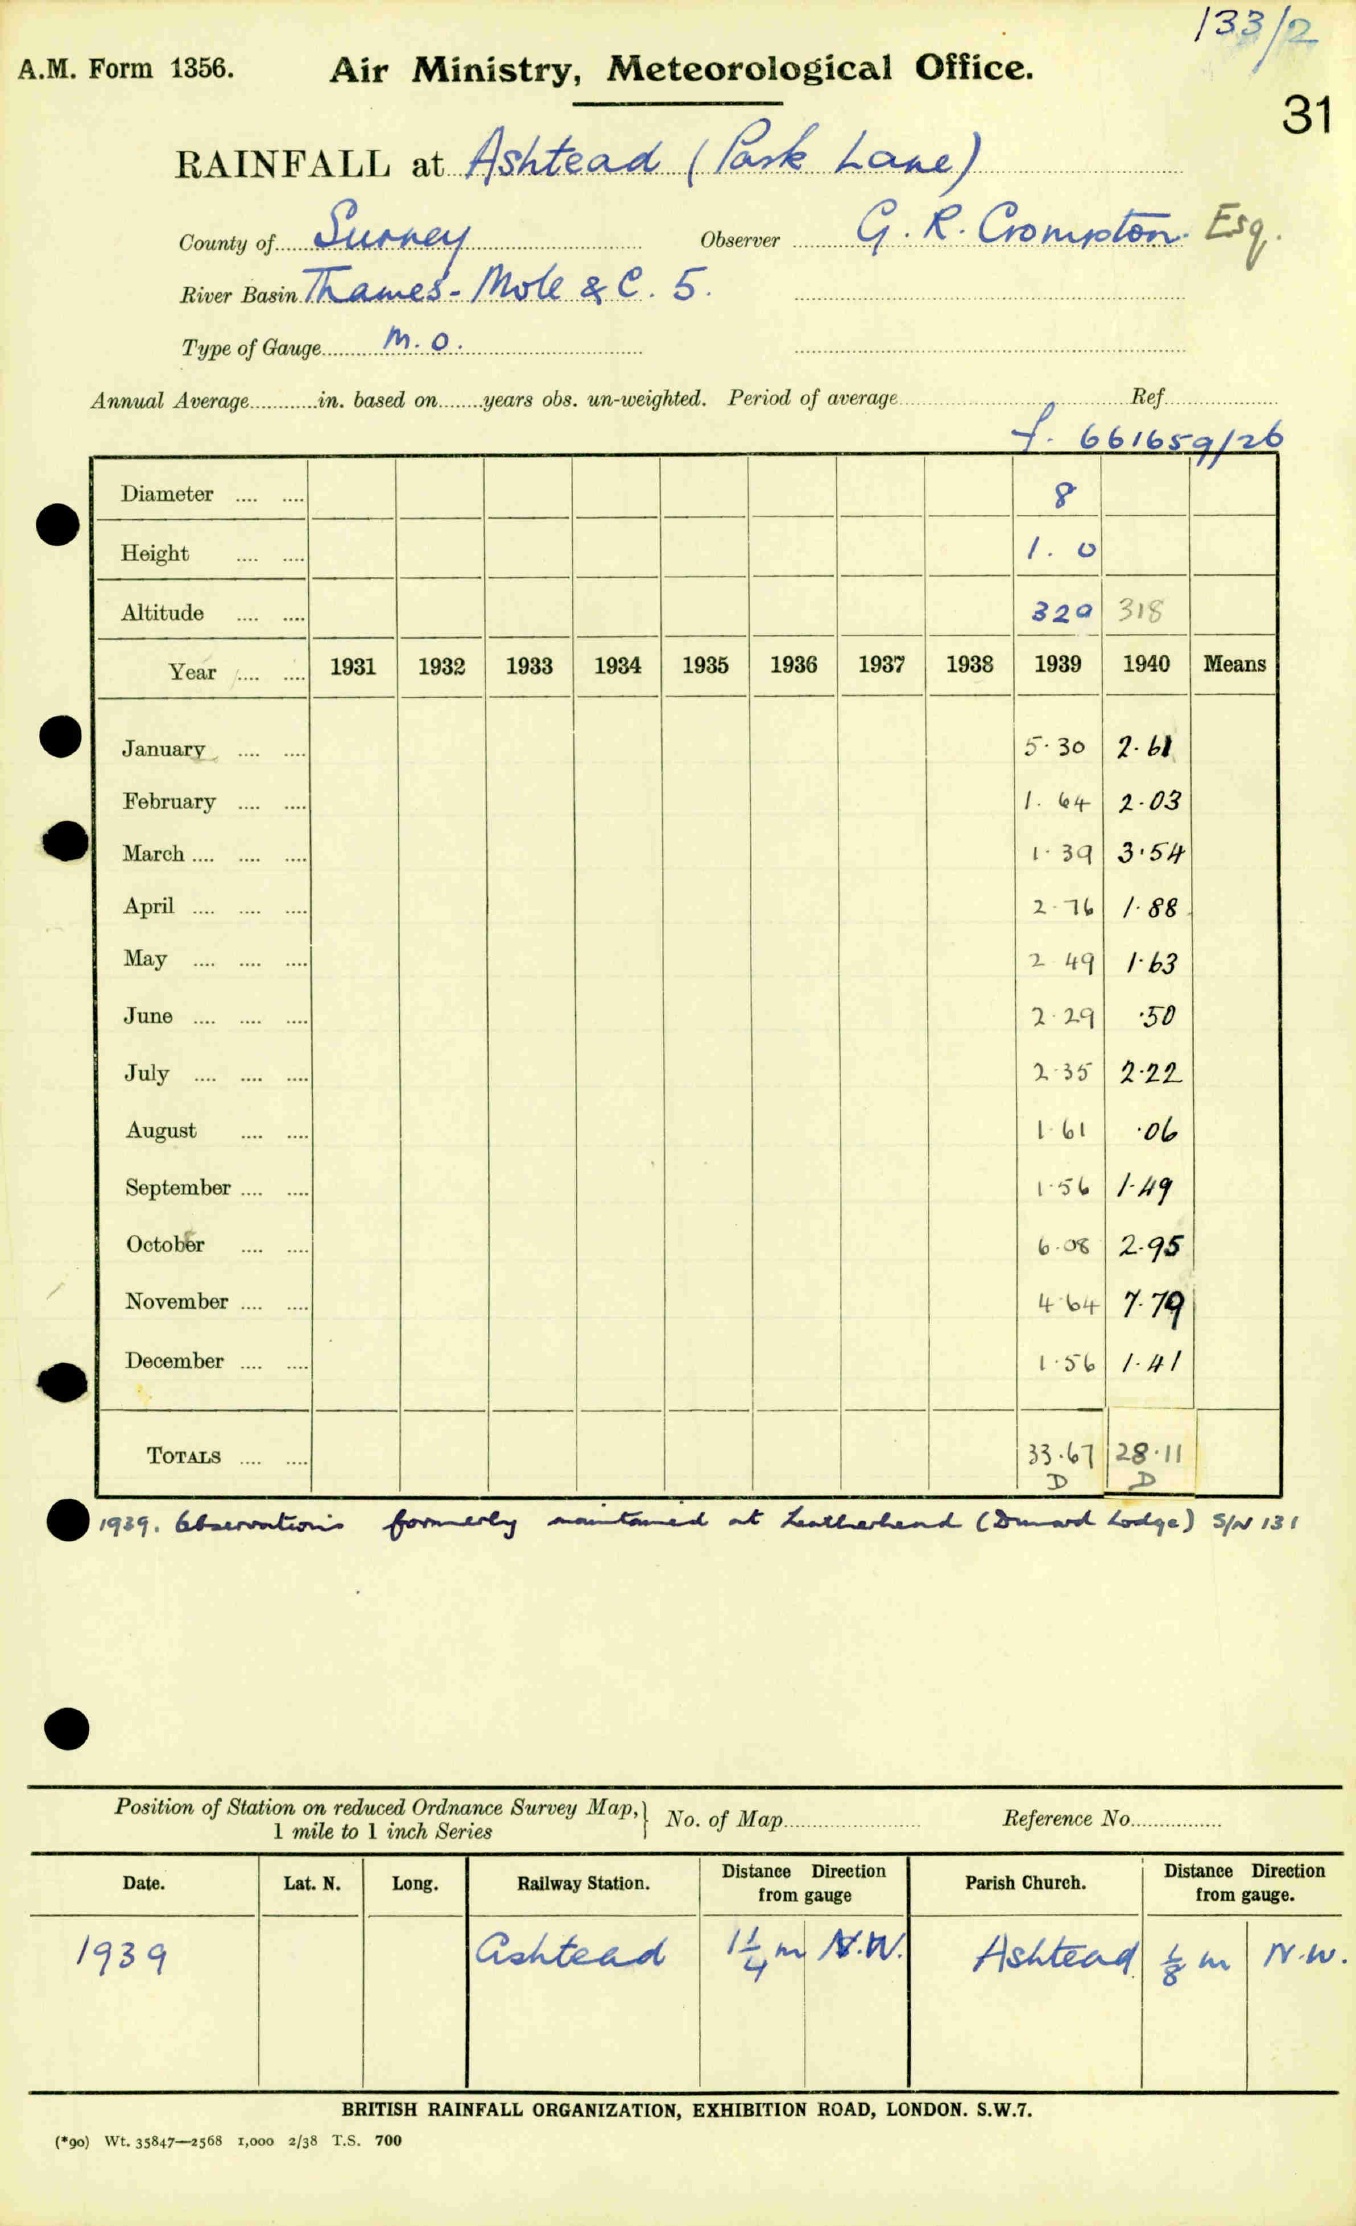 133/2
A.M. Form 1356. Air Ministry, Meteorological Office.
31
RAINFALL at Ashtead (Park Lane)
County of Surrey Observer G. R. Crompton. Esq.
River Basin Thames - Mole & C. 5.
Type of Gauge M. O.
Annual Average in. based on years obs. un-weighted. Period of average Ref.
f. 661659/26
Diameter 8
Height 1. 0
Altitude 320 318
Year 1931 1932 1933 1934 1935 1936 1937 1938 1939 1940 Means
January 5.30 2.61
February 1.64 2.03
March 1.39 3.54
April 2.76 1.88
May 2 49 1.63
June 2.29 .50
July 2.35 2.22
August 1.61 .06
September 1.56 1.49
October 6.08 2.95
November 4.64 7.79
December 1.56 1.41
TOTALS 33.67 28.11
D D
1939. Observations formerly maintained at Leatherhead (Lodge) S/N 131
Position of Station on reduced Ordnance Survey Map, } No. of Map Reference No.
1 mile to 1 inch Series
Date. Lat. N. Long. Railway Station. Distance Direction from gauge Parish Church. Distance Direction from gauge.
1939 Ashtead 1¼ m N.W. Ashtead ⅛ m N.W.
BRITISH RAINFALL ORGANIZATION, EXHIBITION ROAD, LONDON. S.W.7.
(*90) Wt. 35847—2568 1,000 2/38 T.S. 700